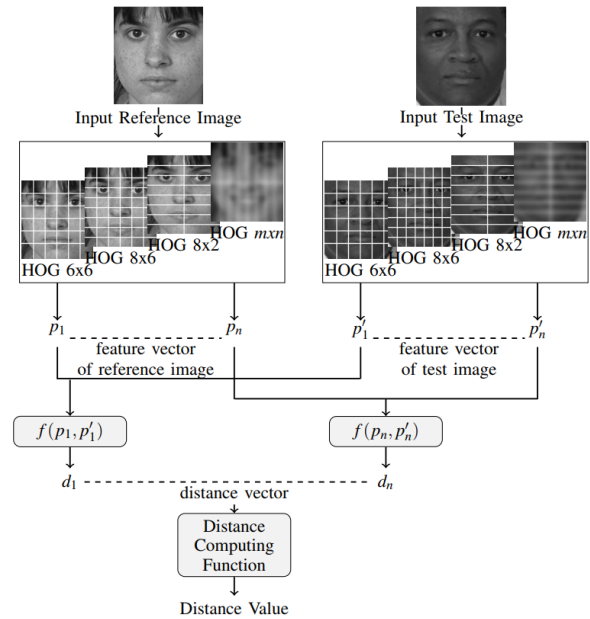 Input Reference Image
Input Test Image
HOG 6x6
HOG 8x6
HOG 8x2
HOG mxn
HOG 6x6
HOG 8x6
HOG 8x2
HOG mxn
p₁
pₙ
p′₁
p′ₙ
feature vector
of reference image
feature vector
of test image
f(p₁, p′₁)
f(pₙ, p′ₙ)
d₁
dₙ
distance vector
Distance
Computing
Function
Distance Value